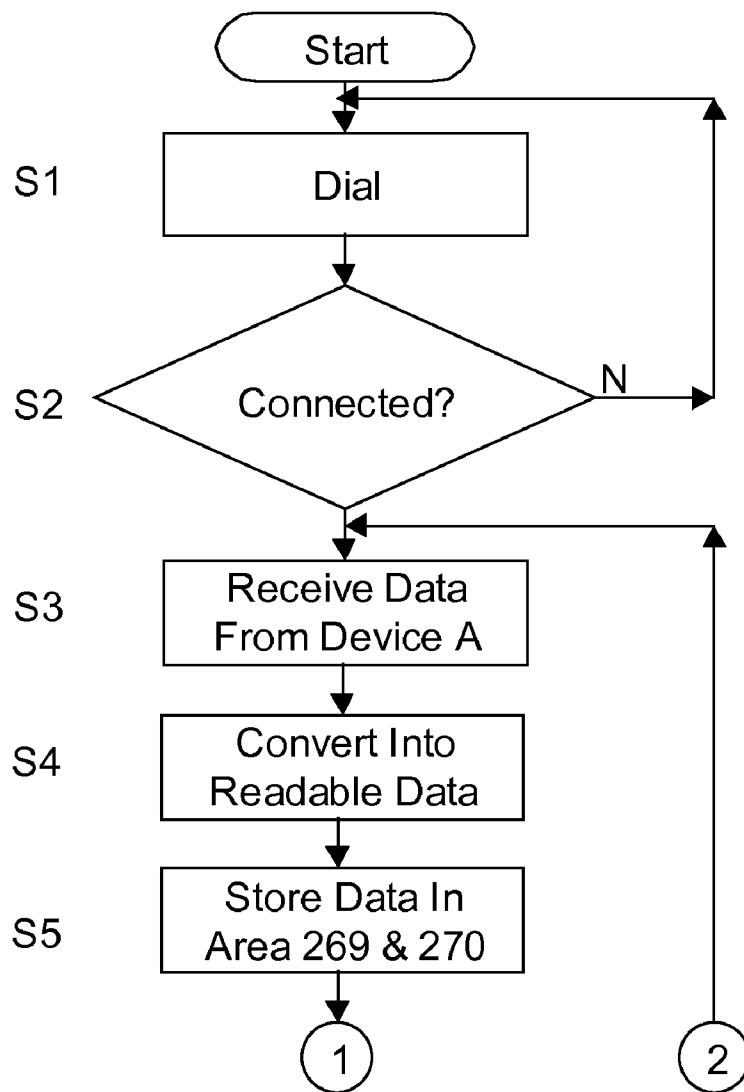 Start
S1
Dial
S2
Connected?
N
S3
Receive Data
From Device A
S4
Convert Into
Readable Data
S5
Store Data In
Area 269 & 270
1
2